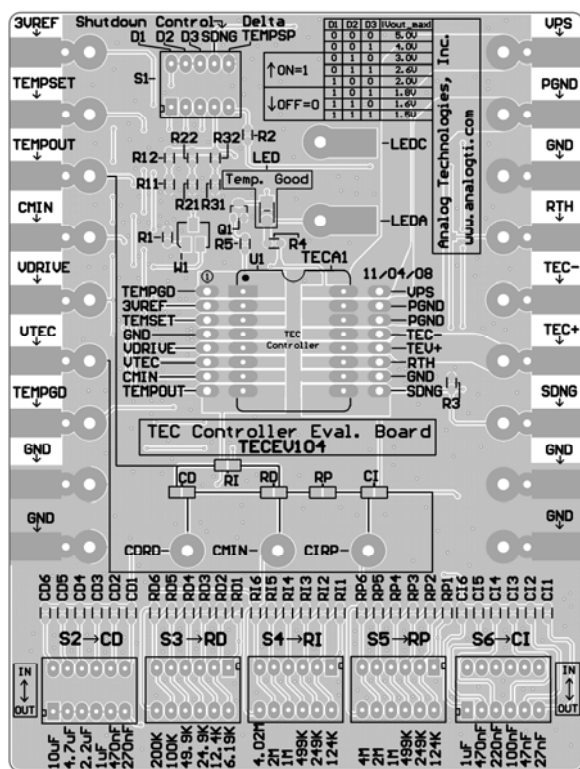 3VREF
Shutdown Control
Delta
D1 D2 D3 SDNG TEMPSP
S1
D1 D2 D3 IVout_max
0 0 0 5.0V
0 0 1 4.0V
0 1 0 3.0V
0 1 1 2.6V
1 0 0 2.0V
1 0 1 1.8V
1 1 0 1.6V
1 1 1 1.5V
↑ON=1
↓OFF=0
Analog Technologies, Inc.
www.analogti.com
VPS
TEMPSET
PGND
TEMPOUT
GND
CMIN
RTH
VDRIVE
TEC-
VTEC
TEC+
TEMPGD
SDNG
GND
GND
GND
GND
R22 R32 R2
R12
LED
R11
Temp. Good
R21 R31
Q1
R1
R5
R4
W1
LEDC
LEDA
U1
TECA1
11/04/08
TEMPGD
3VREF
TEMSET
GND
VDRIVE
VTEC
CMIN
TEMPOUT
TEC
Controller
VPS
PGND
PGND
TEC-
TEV+
RTH
GND
SDNG
R3
TEC Controller Eval. Board
TECEV104
CD RI RD RP CI
CDRD
CMIN
CIRP
CD6 CD5 CD4 CD3 CD2 CD1
RD6 RD5 RD4 RD3 RD2 RD1
RI6 RI5 RI4 RI3 RI2 RI1
RP6 RP5 RP4 RP3 RP2 RP1
CI6 CI5 CI4 CI3 CI2 CI1
S2→CD
S3→RD
S4→RI
S5→RP
S6→CI
IN
OUT
IN
OUT
10uF 4.7uF 2.2uF 1uF 470nF 270nF
200K 100K 49.9K 24.9K 12.4K 6.19K
4.02M 2M 1M 499K 249K 124K
4M 2M 1M 499K 249K 124K
1uF 470nF 220nF 100nF 47nF 27nF